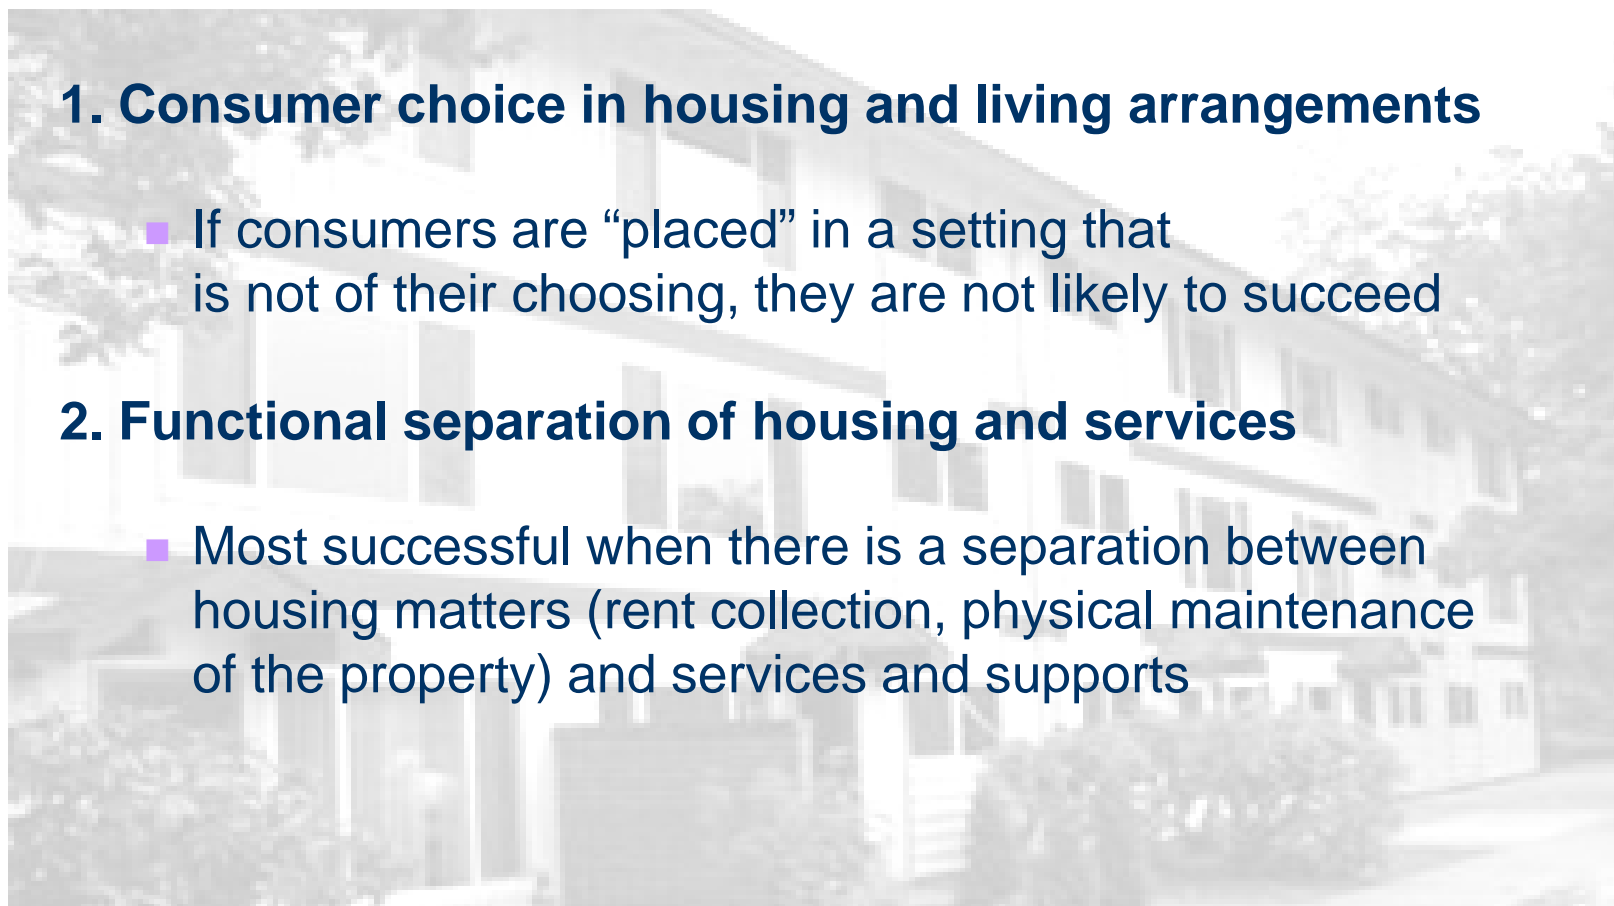 1. Consumer choice in housing and living arrangements
If consumers are “placed” in a setting that
is not of their choosing, they are not likely to succeed
2. Functional separation of housing and services
Most successful when there is a separation between
housing matters (rent collection, physical maintenance
of the property) and services and supports